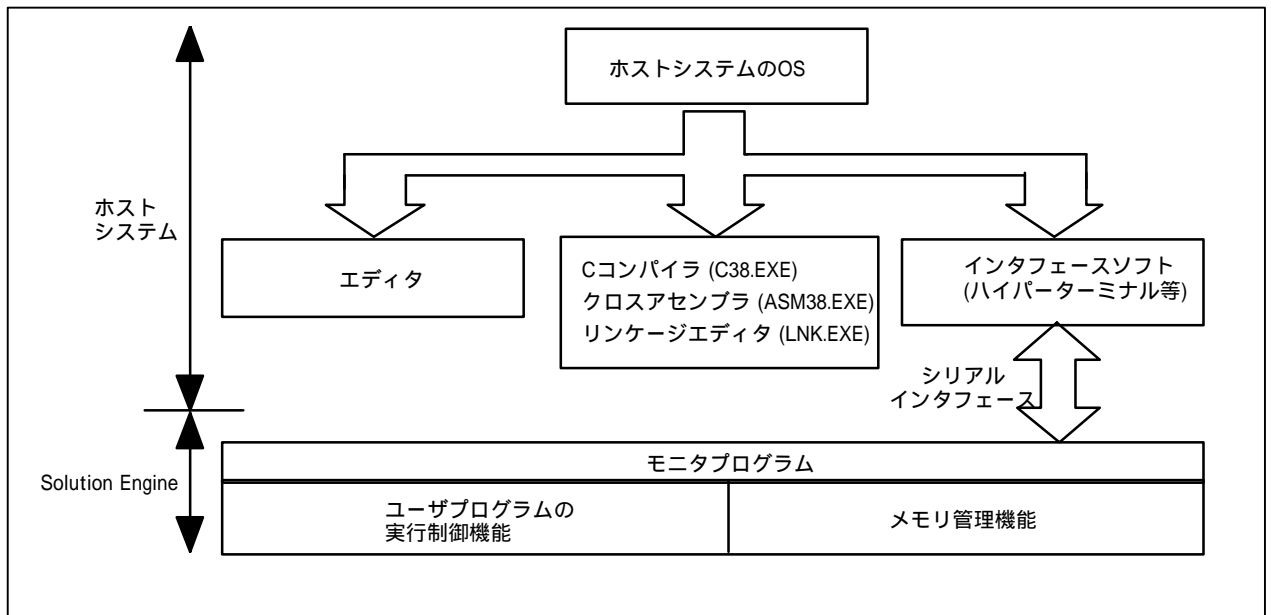 ホストシステムのOS
ホスト
システム
エディタ
Cコンパイラ (C38.EXE)
クロスアセンブラ (ASM38.EXE)
リンケージエディタ (LNK.EXE)
インタフェースソフト
(ハイパーターミナル等)
シリアル
インタフェース
Solution Engine
モニタプログラム
ユーザプログラムの
実行制御機能
メモリ管理機能